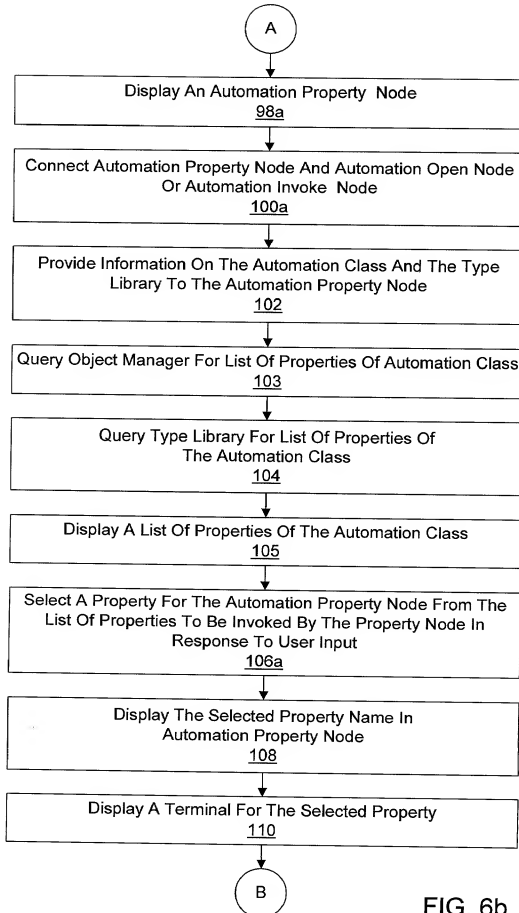 A
Display An Automation Property Node
98a
Connect Automation Property Node And Automation Open Node
Or Automation Invoke Node
100a
Provide Information On The Automation Class And The Type
Library To The Automation Property Node
102
Query Object Manager For List Of Properties Of Automation Class
103
Query Type Library For List Of Properties Of
The Automation Class
104
Display A List Of Properties Of The Automation Class
105
Select A Property For The Automation Property Node From The
List Of Properties To Be Invoked By The Property Node In
Response To User Input
106a
Display The Selected Property Name In
Automation Property Node
108
Display A Terminal For The Selected Property
110
B
FIG. 6b